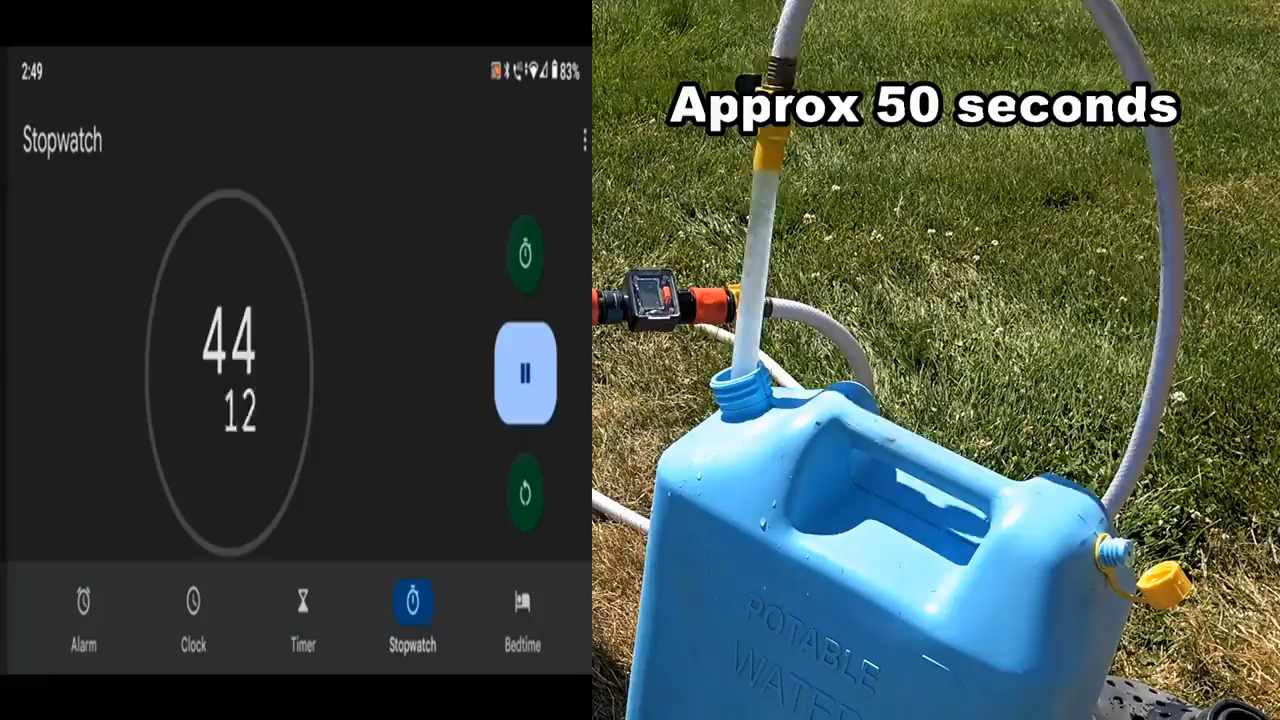 2:49
83%
Stopwatch
44
12
Alarm
Clock
Timer
Stopwatch
Bedtime
Approx 50 seconds
POTABLE
WATER